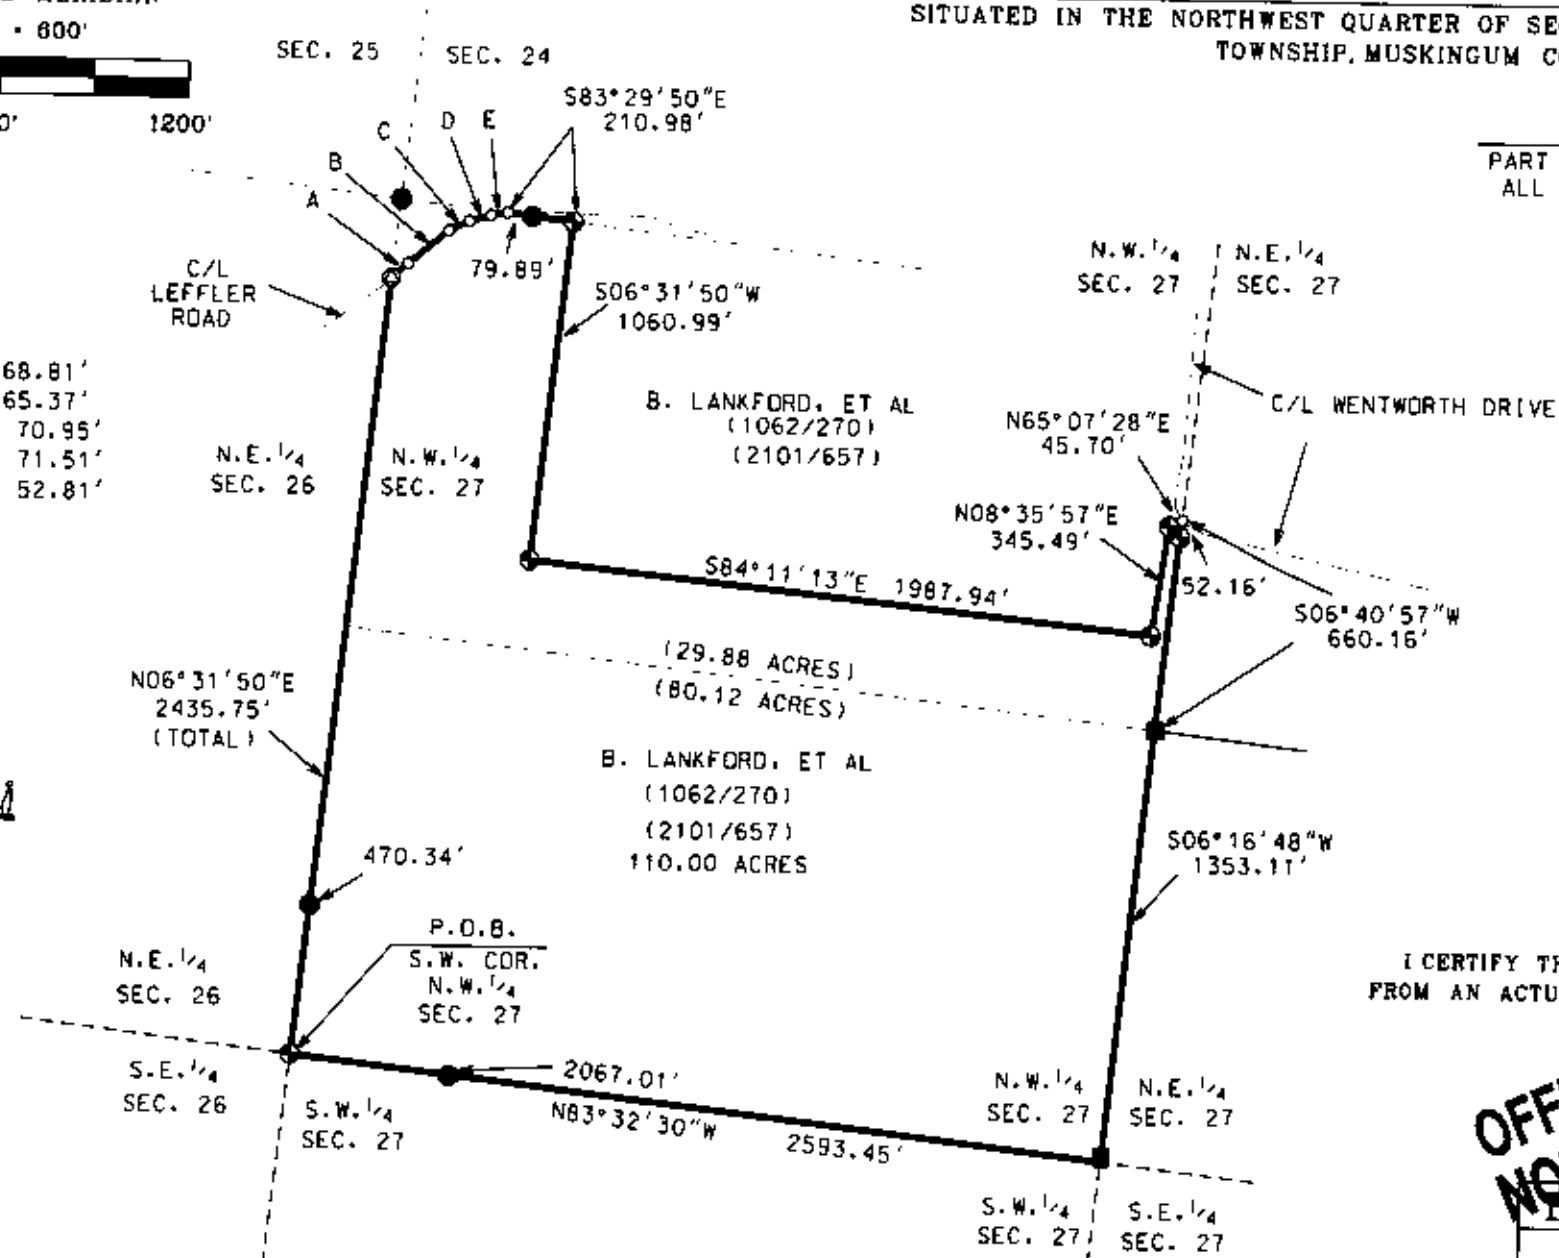 = 600'
0'
1200'
SEC. 25
SEC. 24
SITUATED IN THE NORTHWEST QUARTER OF SE
TOWNSHIP, MUSKINGUM C
PART
ALL
S83°29'50"E
210.98'
A
B
C
D
E
79.89'
C/L
LEFFLER
ROAD
S06°31'50"W
1060.99'
N.W.1/4
SEC. 27
N.E.1/4
SEC. 27
68.81'
65.37'
70.95'
71.51'
52.81'
B. LANKFORD, ET AL
(1062/270)
(2101/657)
C/L WENTWORTH DRIVE
N65°07'28"E
45.70'
N.E.1/4
SEC. 26
N.W.1/4
SEC. 27
N08°35'57"E
345.49'
S84°11'13"E 1987.94'
52.16'
S06°40'57"W
660.16'
(29.88 ACRES)
(80.12 ACRES)
N06°31'50"E
2435.75'
(TOTAL)
B. LANKFORD, ET AL
(1062/270)
(2101/657)
110.00 ACRES
S06°16'48"W
1353.11'
470.34'
P.O.B.
S.W. COR.
N.W.1/4
SEC. 27
N.E.1/4
SEC. 26
I CERTIFY TH
FROM AN ACTU
S.E.1/4
SEC. 26
S.W.1/4
SEC. 27
2067.01'
N83°32'30"W 2593.45'
N.W.1/4
SEC. 27
N.E.1/4
SEC. 27
S.W.1/4
SEC. 27
S.E.1/4
SEC. 27
OFF
NO